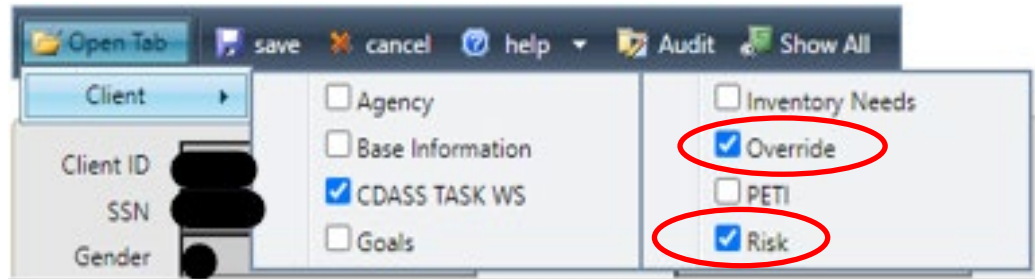 Open Tab save cancel help Audit Show All
Client Agency Inventory Needs
Base Information Override
Client ID CDASS TASK WS PETI
SSN Goals Risk
Gender